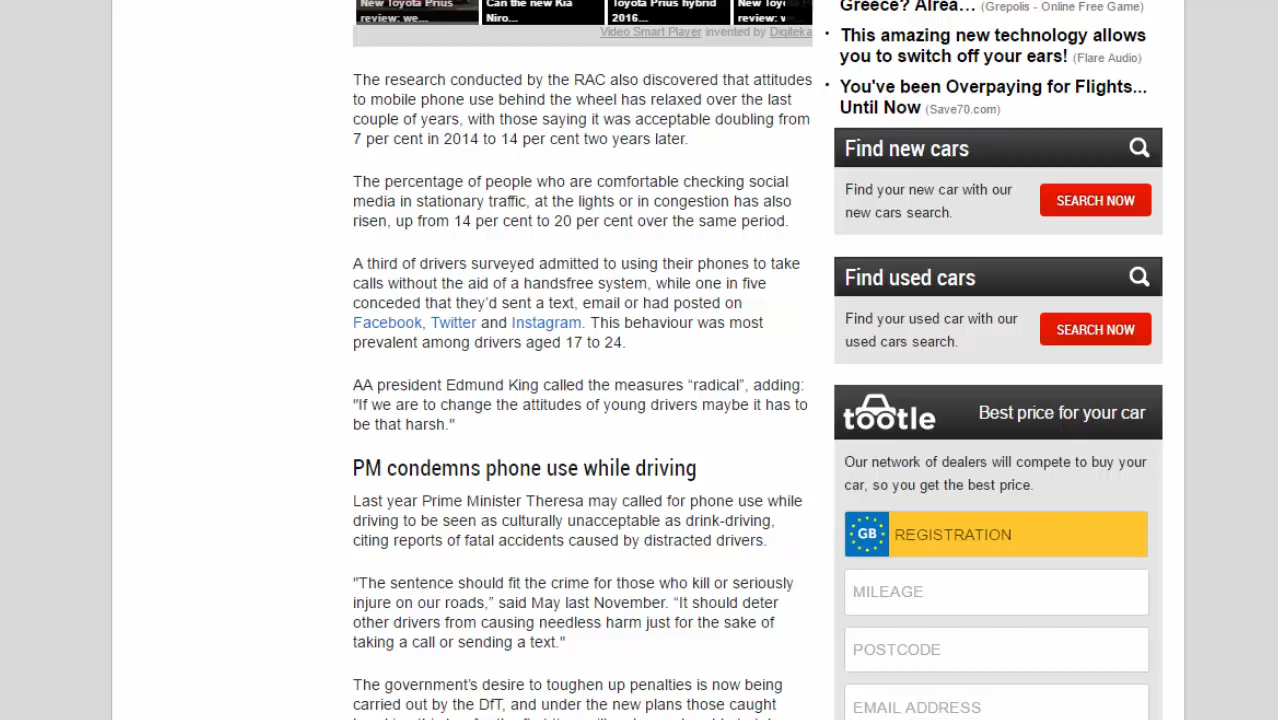 New Toyota Prius
review: we...
Can the new Kia
Niro...
Toyota Prius hybrid
2016...
New Toyo
review: v
Video Smart Player invented by Digiteka
The research conducted by the RAC also discovered that attitudes
to mobile phone use behind the wheel has relaxed over the last
couple of years, with those saying it was acceptable doubling from
7 per cent in 2014 to 14 per cent two years later.
The percentage of people who are comfortable checking social
media in stationary traffic, at the lights or in congestion has also
risen, up from 14 per cent to 20 per cent over the same period.
A third of drivers surveyed admitted to using their phones to take
calls without the aid of a handsfree system, while one in five
conceded that they’d sent a text, email or had posted on
Facebook, Twitter and Instagram. This behaviour was most
prevalent among drivers aged 17 to 24.
AA president Edmund King called the measures “radical”, adding:
"If we are to change the attitudes of young drivers maybe it has to
be that harsh."
PM condemns phone use while driving
Last year Prime Minister Theresa may called for phone use while
driving to be seen as culturally unacceptable as drink-driving,
citing reports of fatal accidents caused by distracted drivers.
"The sentence should fit the crime for those who kill or seriously
injure on our roads,” said May last November. “It should deter
other drivers from causing needless harm just for the sake of
taking a call or sending a text."
The government’s desire to toughen up penalties is now being
carried out by the DfT, and under the new plans those caught
Greece? Alrea… (Grepolis - Online Free Game)
This amazing new technology allows
you to switch off your ears! (Flare Audio)
You've been Overpaying for Flights...
Until Now (Save70.com)
Find new cars
Find your new car with our
new cars search.
SEARCH NOW
Find used cars
Find your used car with our
used cars search.
SEARCH NOW
tootle
Best price for your car
Our network of dealers will compete to buy your
car, so you get the best price.
GB REGISTRATION
MILEAGE
POSTCODE
EMAIL ADDRESS